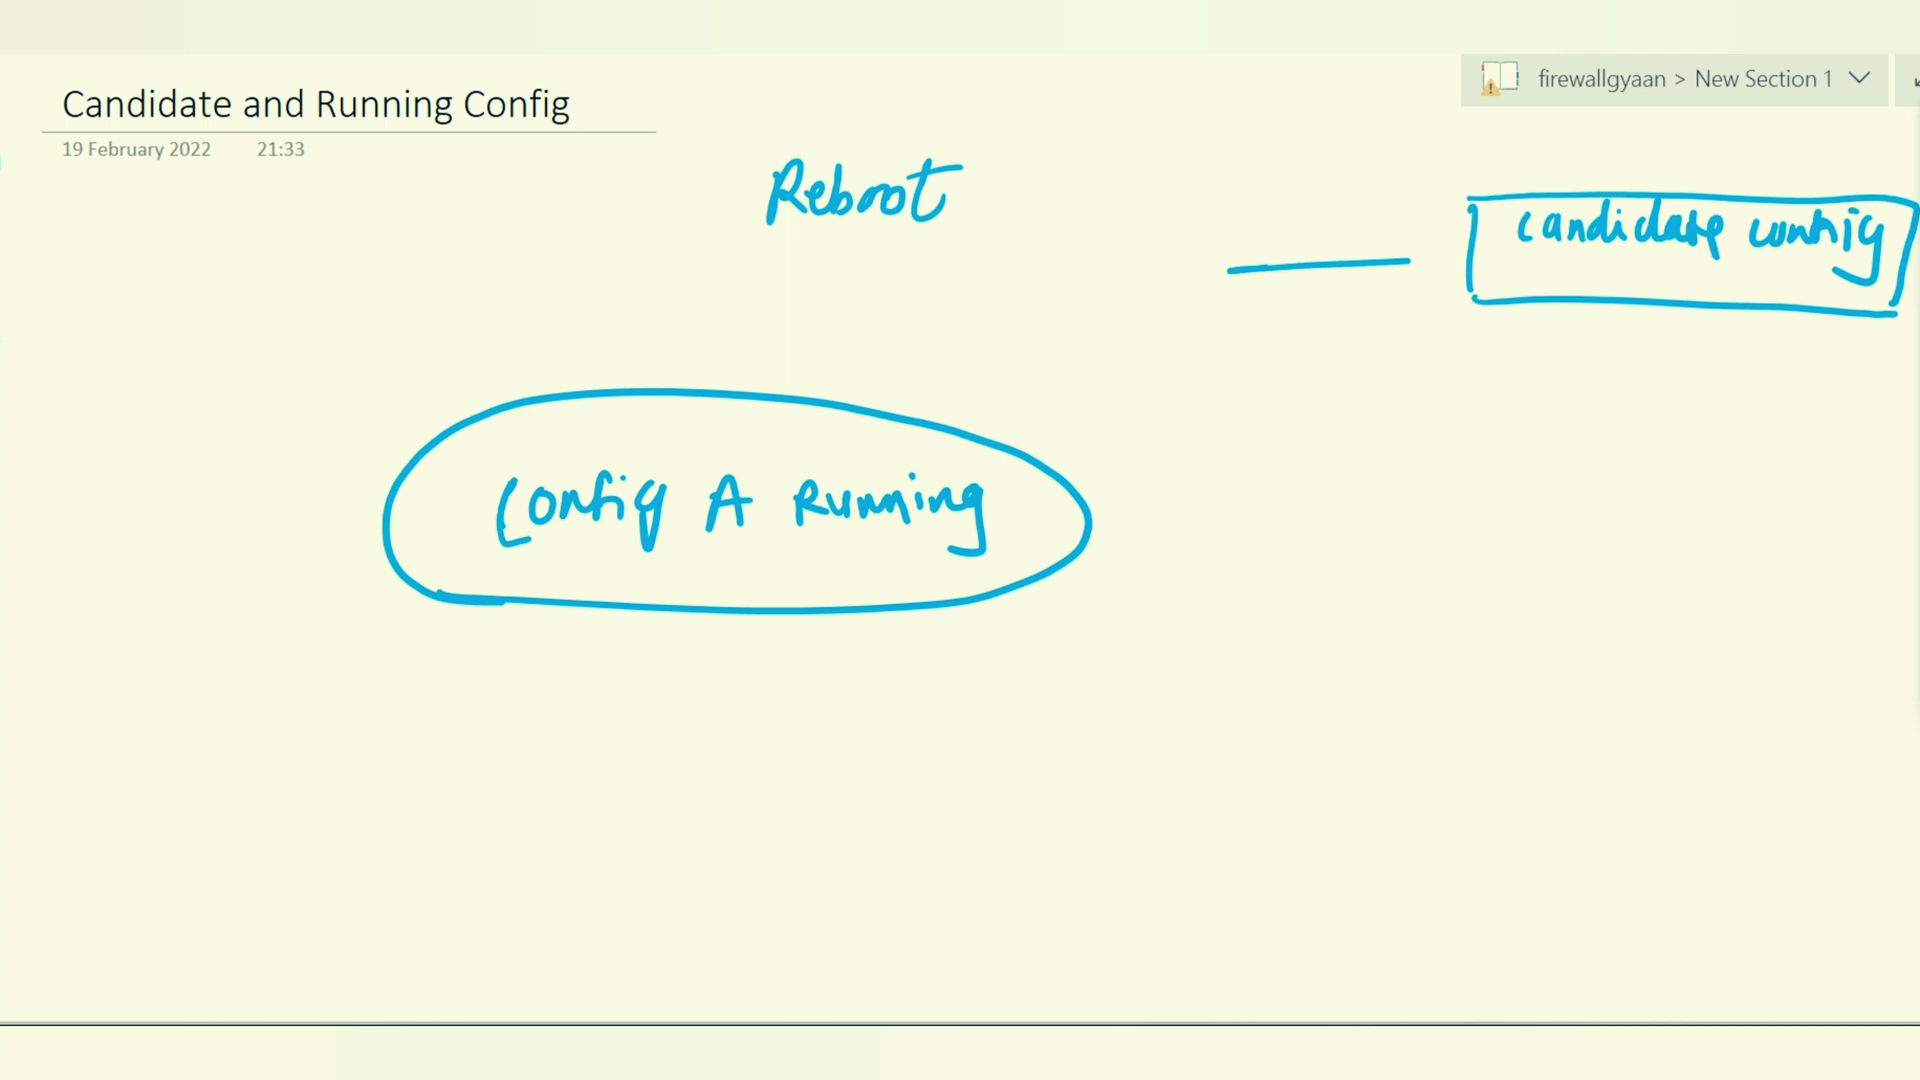 firewallgyaan > New Section 1
Candidate and Running Config
19 February 2022 21:33
Reboot
candidate config
Config A Running